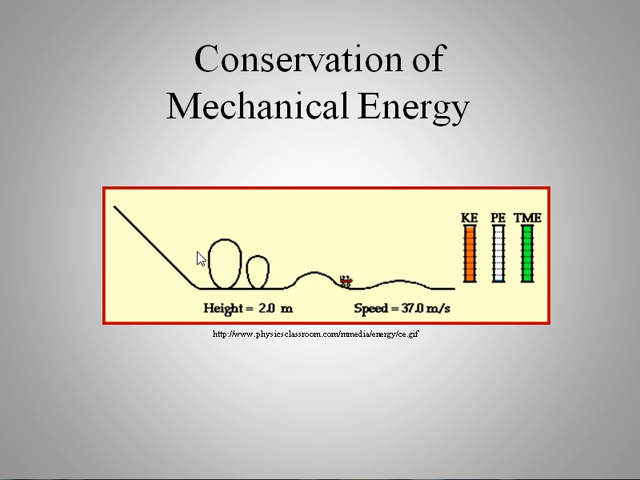 Conservation of
Mechanical Energy
KE PE TME
Height = 2.0 m Speed = 37.0 m/s
http://www.physicsclassroom.com/mmedia/energy/ce.gif